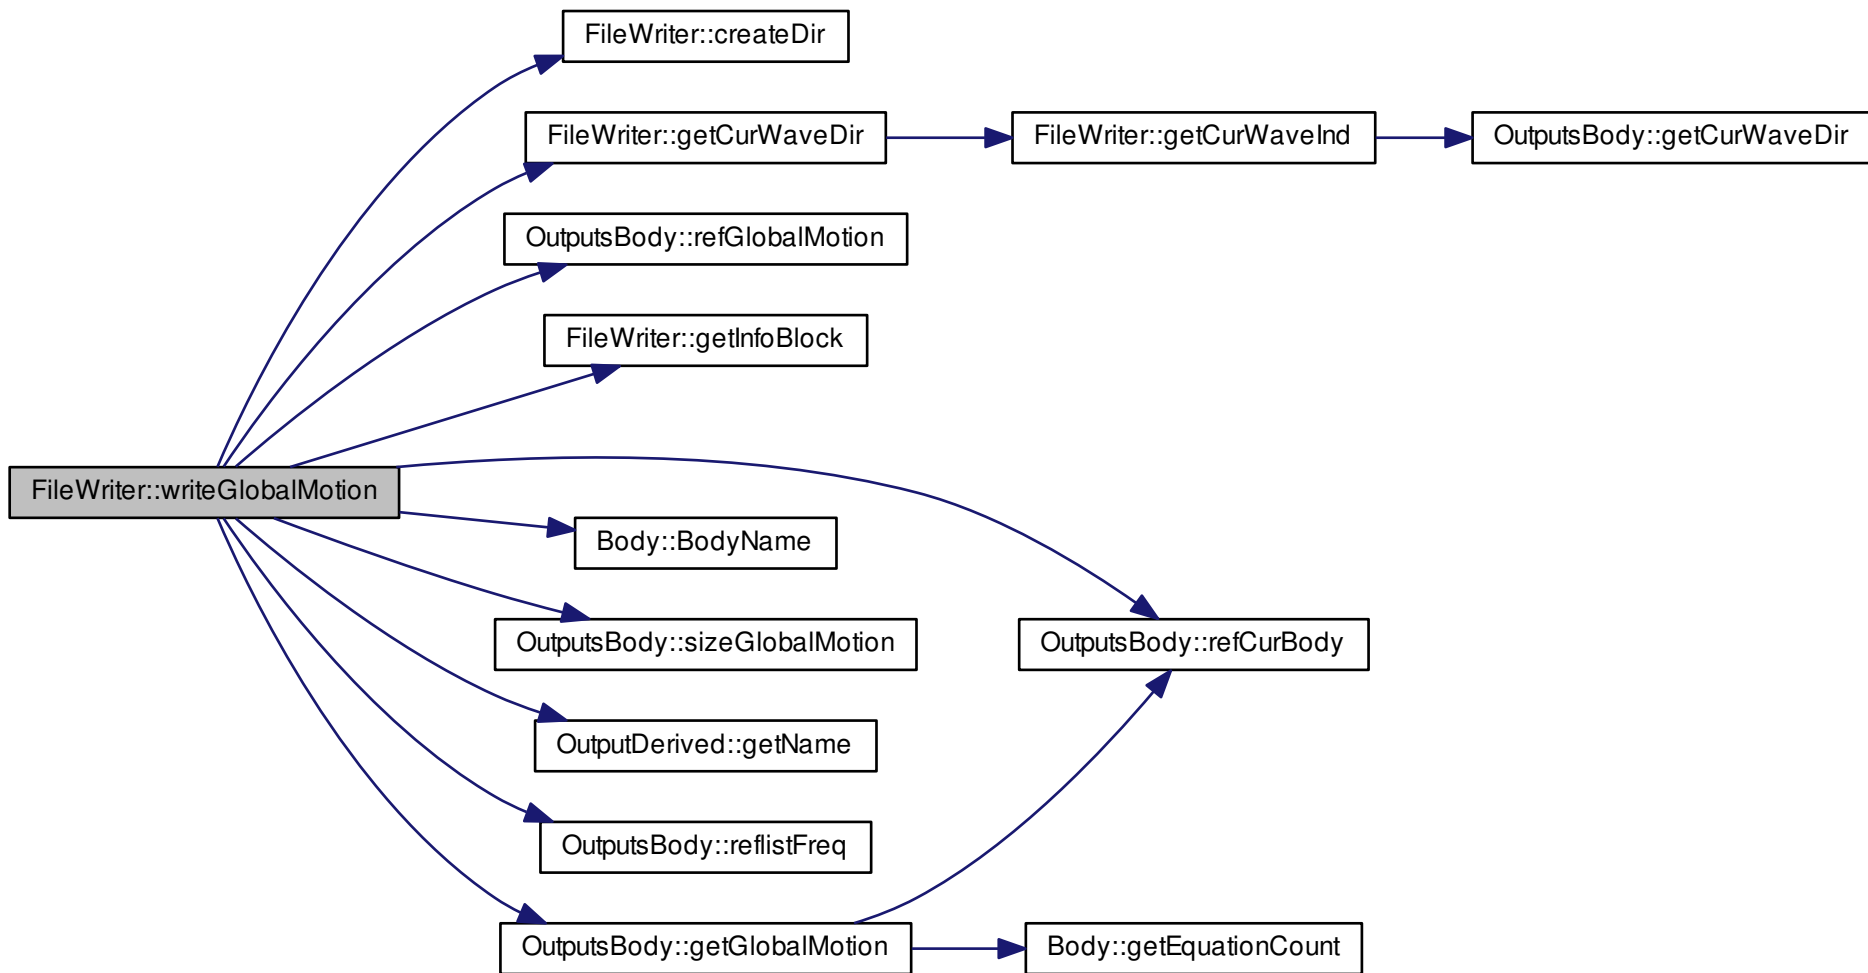 FileWriter::createDir
FileWriter::getCurWaveDir
FileWriter::getCurWaveInd
OutputsBody::getCurWaveDir
OutputsBody::refGlobalMotion
FileWriter::getInfoBlock
FileWriter::writeGlobalMotion
Body::BodyName
OutputsBody::sizeGlobalMotion
OutputsBody::refCurBody
OutputDerived::getName
OutputsBody::reflistFreq
OutputsBody::getGlobalMotion
Body::getEquationCount